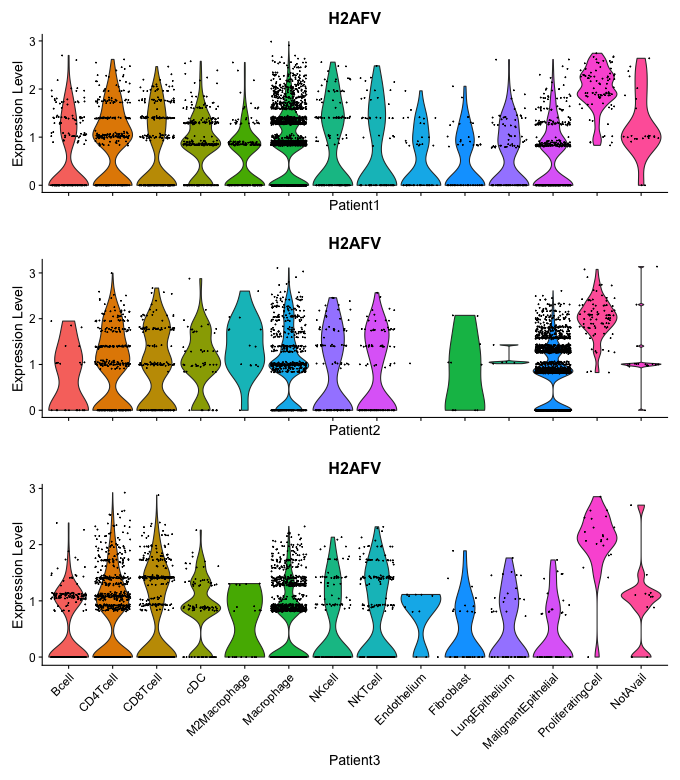 H2AFV
Expression Level
3
2
1
0
Patient1
H2AFV
Expression Level
3
2
1
0
Patient2
H2AFV
Expression Level
3
2
1
0
Bcell
CD4Tcell
CD8Tcell
cDC
M2Macrophage
Macrophage
NKcell
NKTcell
Endothelium
Fibroblast
LungEpithelium
MalignantEpithelial
ProliferatingCell
NotAvail
Patient3